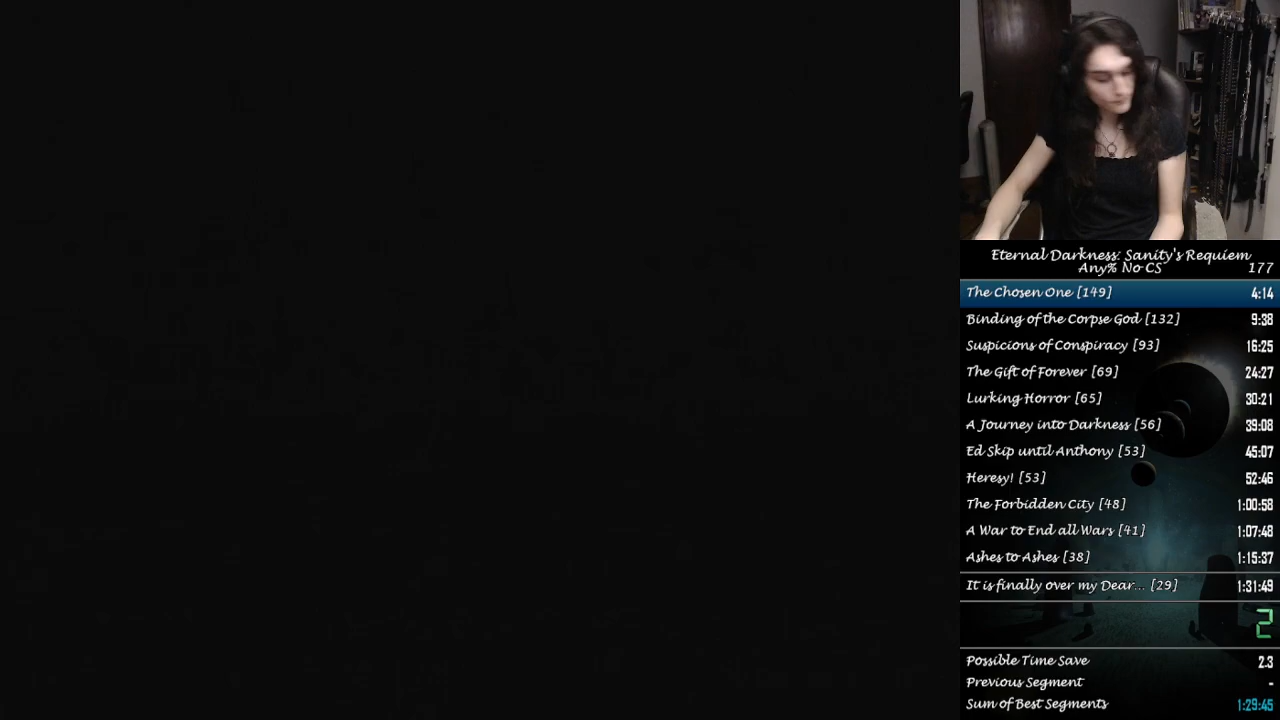 Eternal Darkness: Sanity's Requiem
Any% No CS 177
The Chosen One [149] 4:14
Binding of the Corpse God [132] 9:38
Suspicions of Conspiracy [93] 16:25
The Gift of Forever [69] 24:27
Lurking Horror [65] 30:21
A Journey into Darkness [56] 39:08
Ed Skip until Anthony [53] 45:07
Heresy! [53] 52:46
The Forbidden City [48] 1:00:58
A War to End all Wars [41] 1:07:48
Ashes to Ashes [38] 1:15:37
It is finally over my Dear... [29] 1:31:49
2
Possible Time Save 2.3
Previous Segment -
Sum of Best Segments 1:29:45